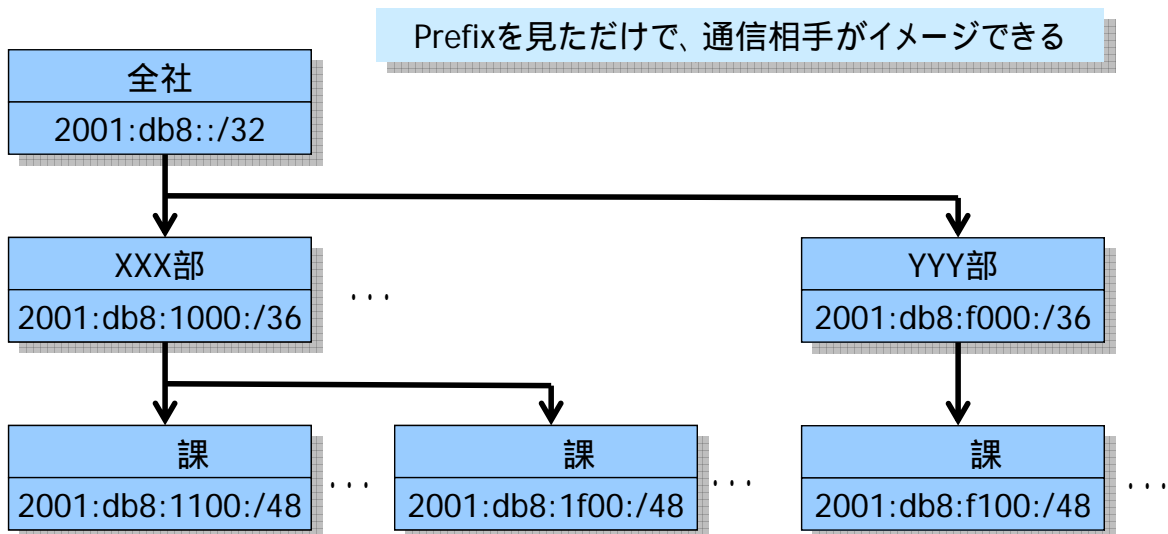 Prefixを見ただけで、通信相手がイメージできる
全社
2001:db8::/32
XXX部
2001:db8:1000:/36
...
YYY部
2001:db8:f000:/36
課
2001:db8:1100:/48
...
課
2001:db8:1f00:/48
...
課
2001:db8:f100:/48
...